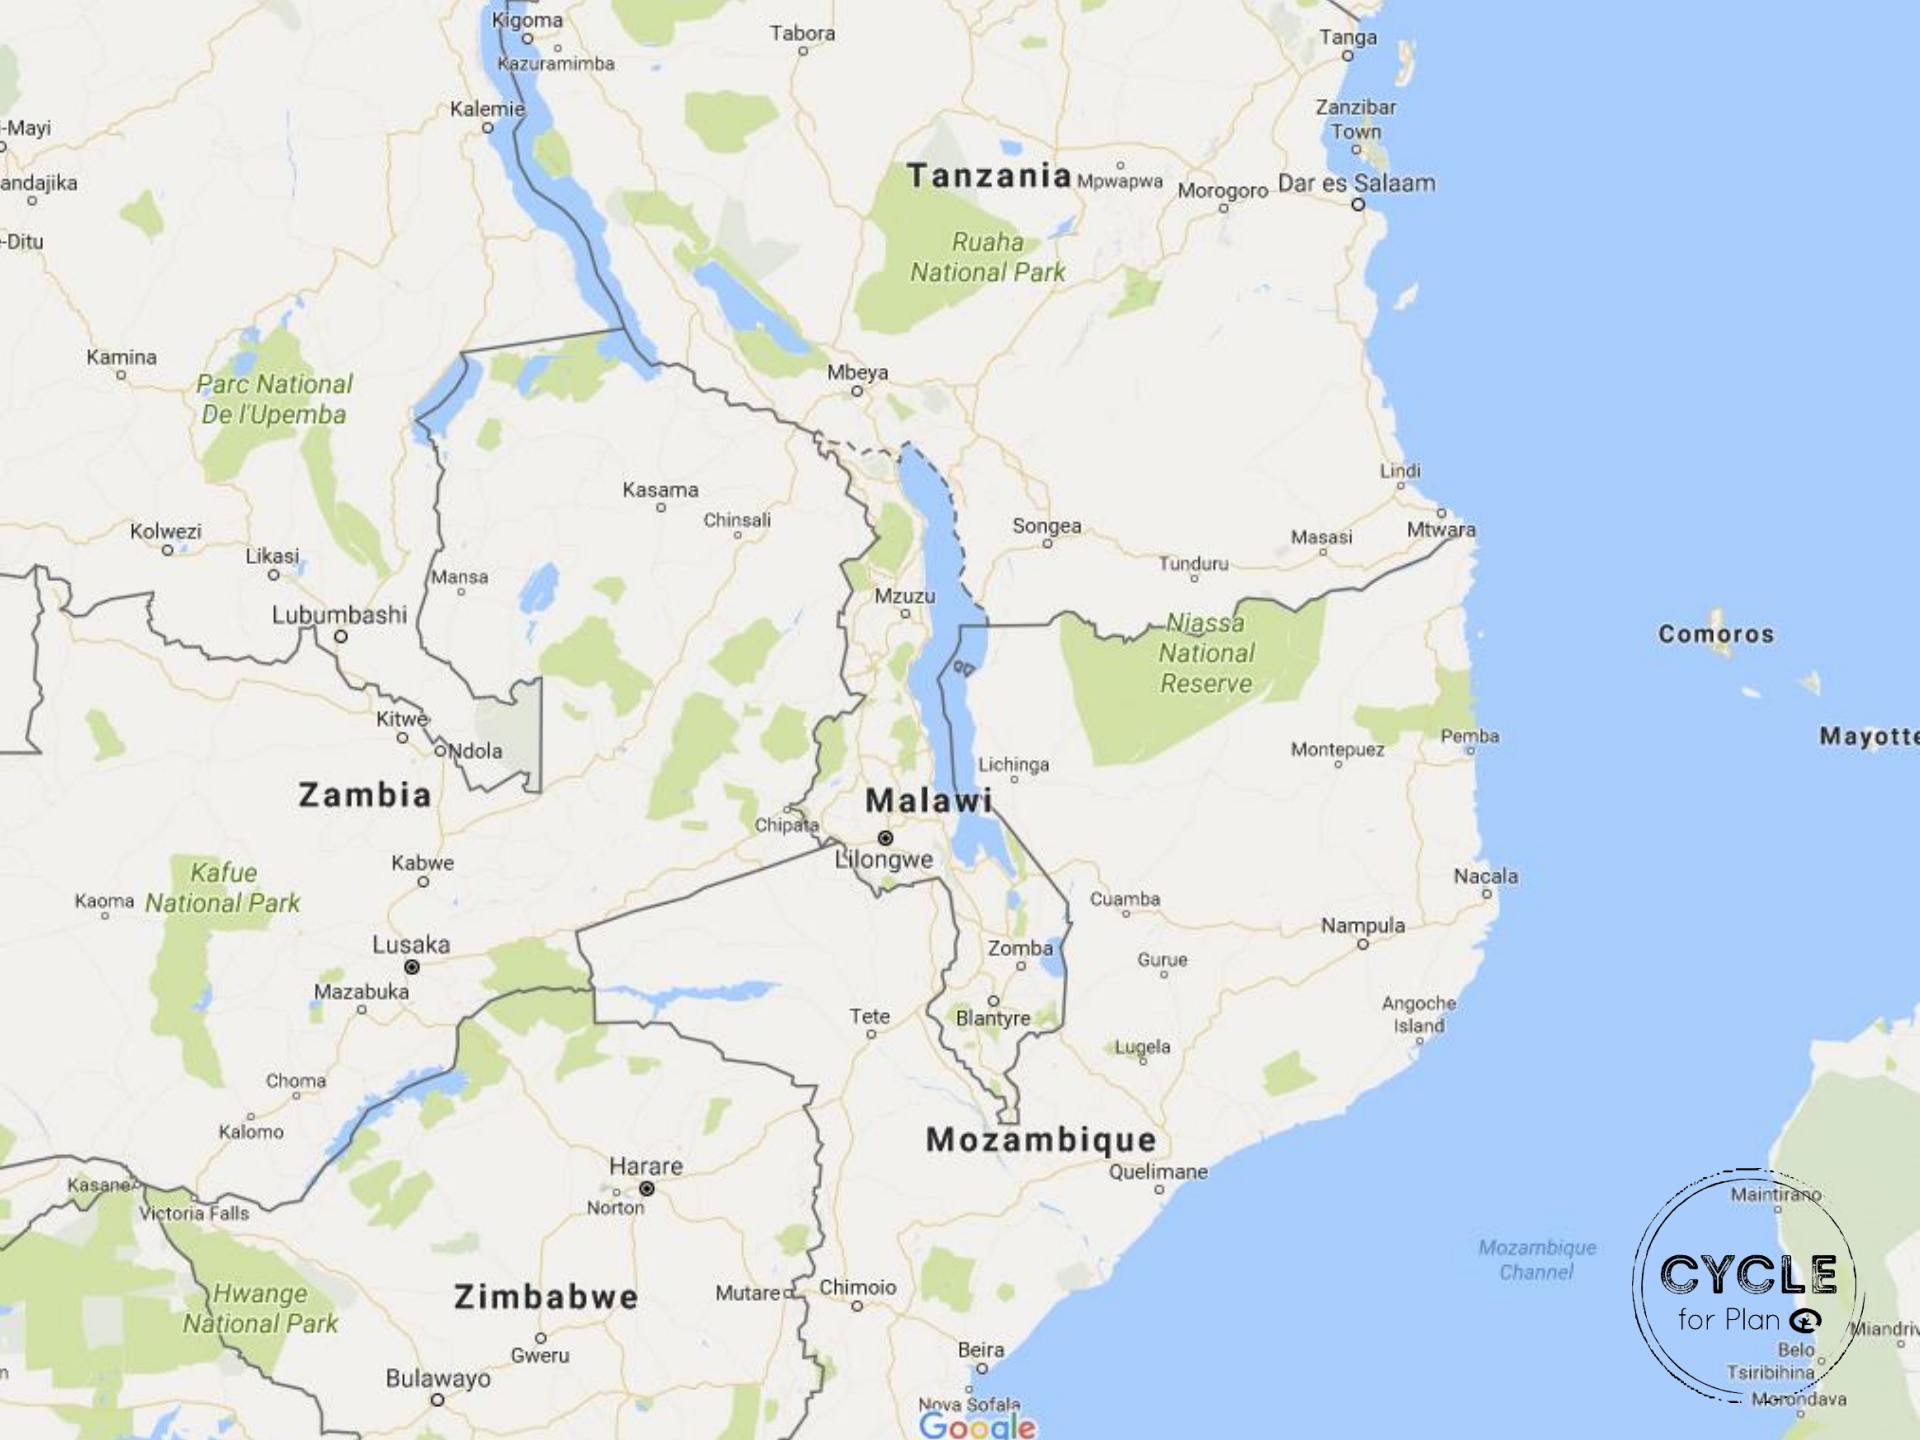 Kigoma
Tabora
Tanga
Kazuramimba
Kalemie
Zanzibar
Town
-Mayi
andajika
Tanzania
Mpwapwa
Morogoro
Dar es Salaam
-Ditu
Ruaha
National Park
Kamina
Parc National
De l'Upemba
Mbeya
Lindi
Kasama
Chinsali
Kolwezi
Songea
Masasi
Mtwara
Likasi
Mansa
Tunduru
Lubumbashi
Mzuzu
Niassa
National
Reserve
Comoros
Kitwe
Ndola
Pemba
Mayotte
Montepuez
Lichinga
Zambia
Malawi
Chipata
Lilongwe
Kabwe
Kafue
National Park
Kaoma
Nacala
Cuamba
Nampula
Lusaka
Zomba
Gurue
Mazabuka
Angoche
Island
Tete
Blantyre
Lugela
Choma
Kalomo
Mozambique
Harare
Quelimane
Kasane
Norton
Victoria Falls
Maintirano
Mozambique
Channel
CYCLE
for Plan
Hwange
National Park
Zimbabwe
Mutare
Chimoio
Miandriv
Gweru
Beira
Belo
Tsiribihina
Bulawayo
Morondava
Nova Sofala
Google